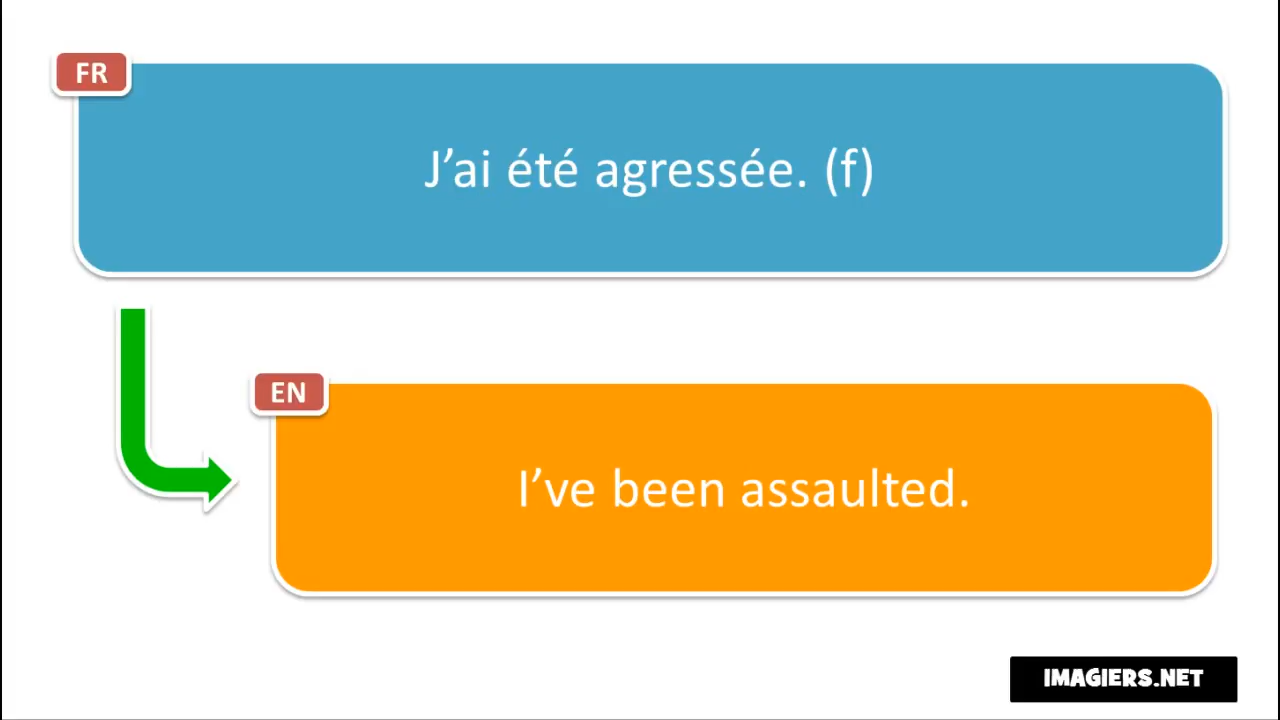 FR
J’ai été agressée. (f)
EN
I’ve been assaulted.
IMAGIERS.NET